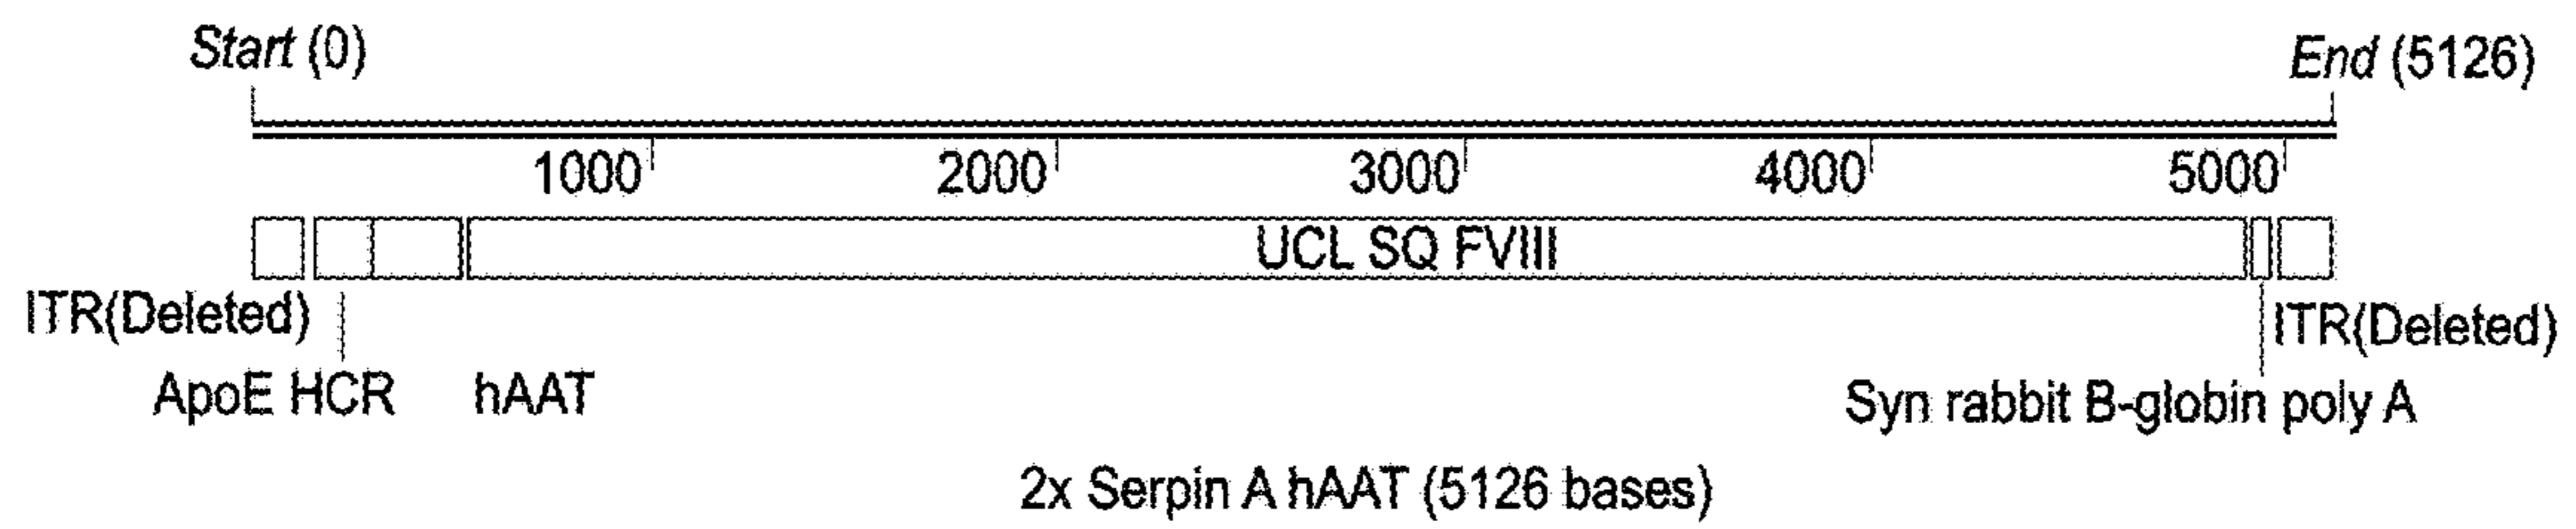 Start (0) End (5126)
1000 2000 3000 4000 5000
UCL SQ FVIII
ITR(Deleted) ITR(Deleted)
ApoE HCR hAAT Syn rabbit B-globin poly A
2x Serpin A hAAT (5126 bases)